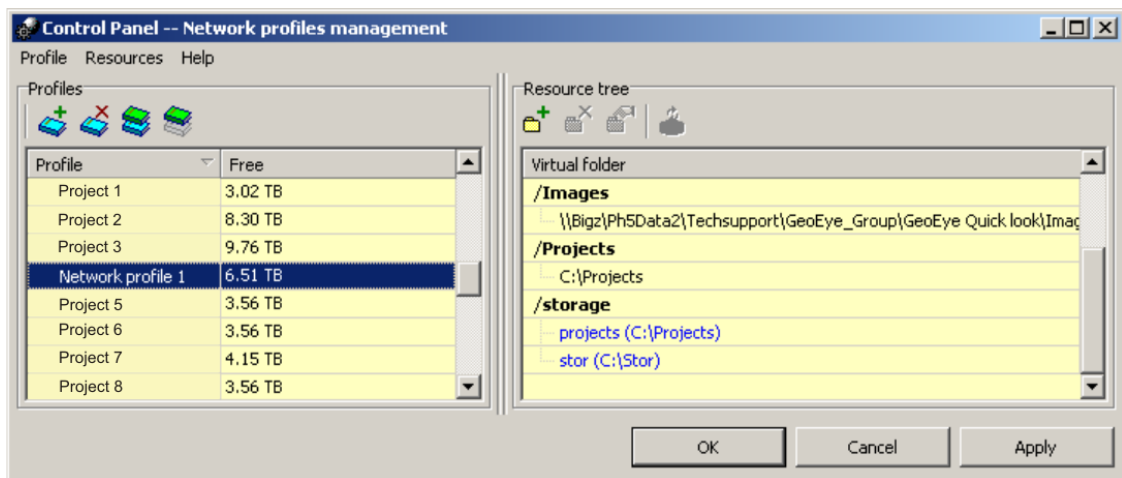 Control Panel -- Network profiles management
Profile Resources Help
Profiles
Profile Free
Project 1 3.02 TB
Project 2 8.30 TB
Project 3 9.76 TB
Network profile 1 6.51 TB
Project 5 3.56 TB
Project 6 3.56 TB
Project 7 4.15 TB
Project 8 3.56 TB
Resource tree
Virtual folder
/Images
\\Bigz\Ph5Data2\Techsupport\GeoEye_Group\GeoEye Quick look\Imag
/Projects
C:\Projects
/storage
projects (C:\Projects)
stor (C:\Stor)
OK Cancel Apply